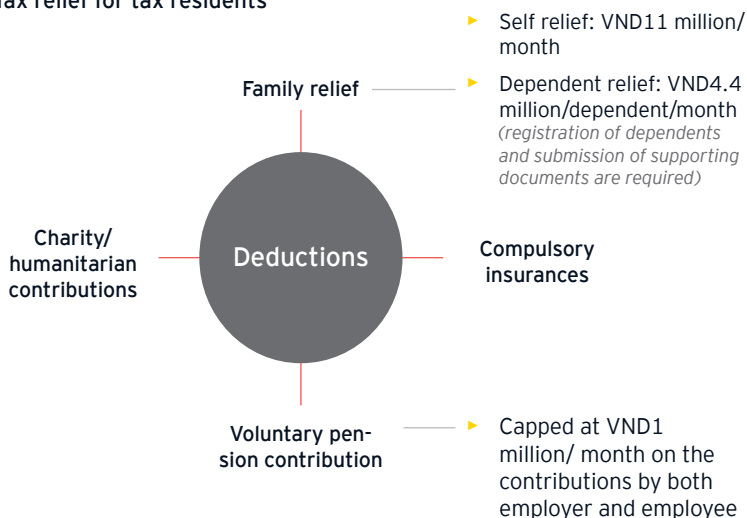 Tax relief for tax residents
► Self relief: VND11 million/
month
Family relief
► Dependent relief: VND4.4
million/dependent/month
(registration of dependents
and submission of supporting
documents are required)
Charity/
humanitarian
contributions
Deductions
Compulsory
insurances
Voluntary pen-
sion contribution
► Capped at VND1
million/ month on the
contributions by both
employer and employee